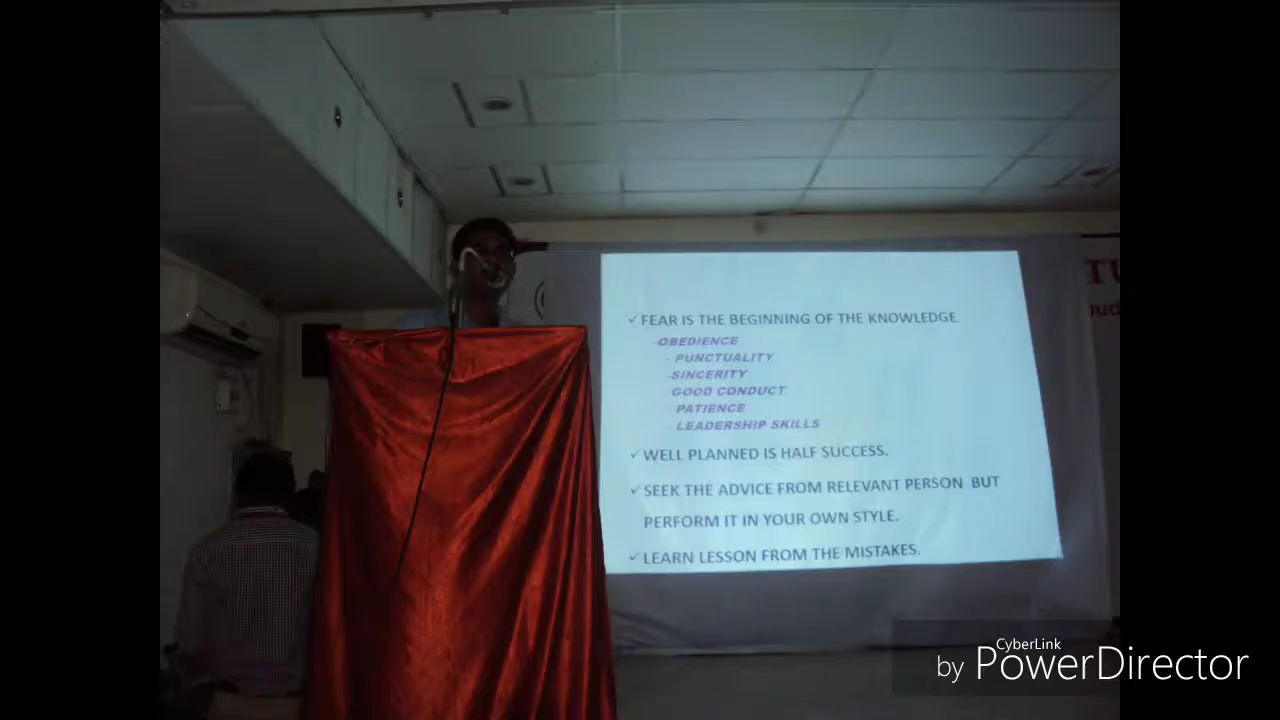 TU
✓ FEAR IS THE BEGINNING OF THE KNOWLEDGE.
-OBEDIENCE
- PUNCTUALITY
-SINCERITY
GOOD CONDUCT
PATIENCE
- LEADERSHIP SKILLS
✓ WELL PLANNED IS HALF SUCCESS.
✓ SEEK THE ADVICE FROM RELEVANT PERSON BUT
PERFORM IT IN YOUR OWN STYLE.
✓ LEARN LESSON FROM THE MISTAKES.
CyberLink
by PowerDirector